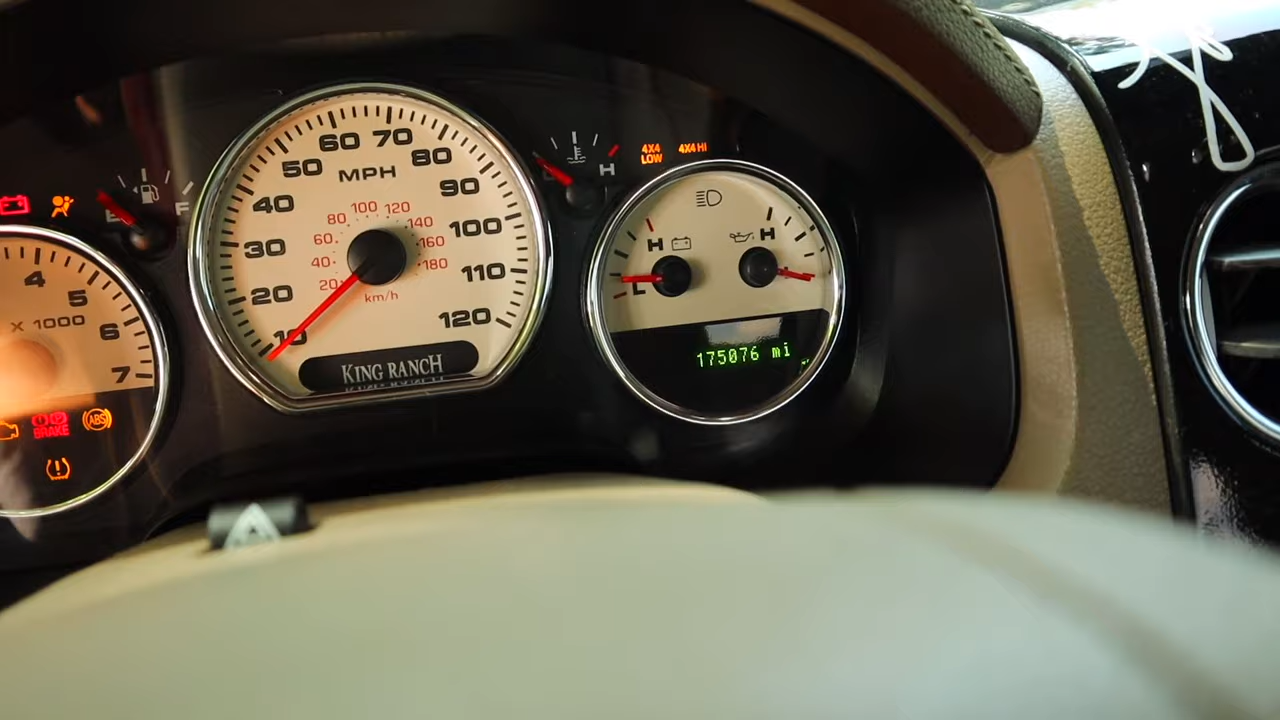 E F
4
5
6
7
X 1000
BRAKE
ABS
10
20
30
40
50
60
70
80
90
100
110
120
MPH
20
40
60
80
100
120
140
160
180
km/h
KING RANCH
H
4X4 LOW
4X4 HI
H
L
H
175076 mi